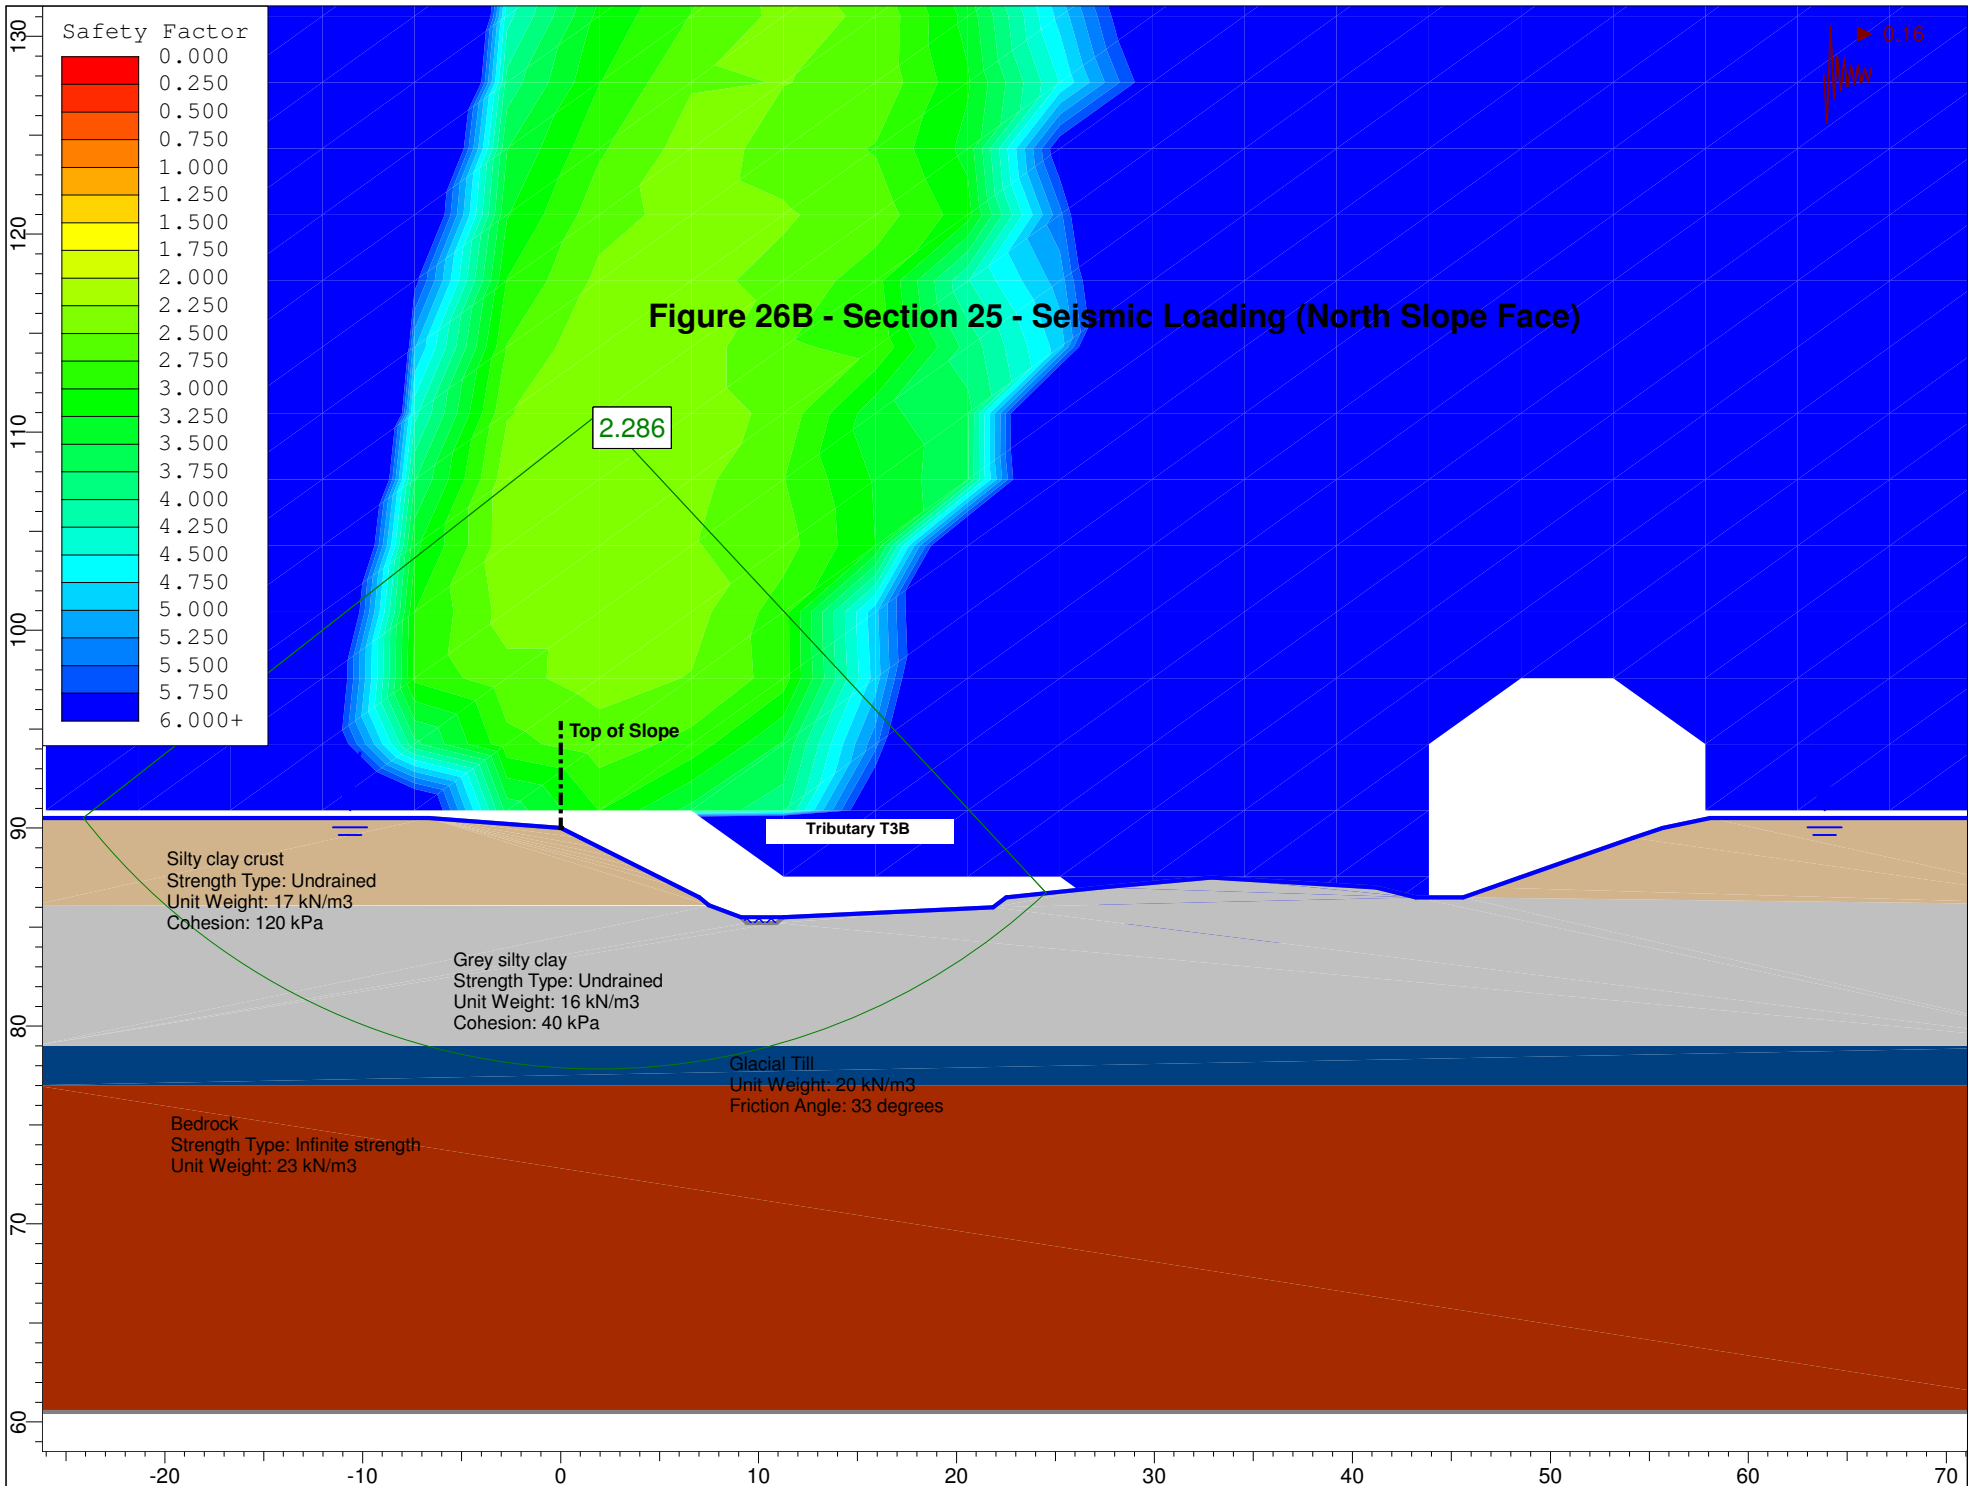 Safety Factor
0.000
0.250
0.500
0.750
1.000
1.250
1.500
1.750
2.000
2.250
2.500
2.750
3.000
3.250
3.500
3.750
4.000
4.250
4.500
4.750
5.000
5.250
5.500
5.750
6.000+
0.16
Figure 26B - Section 25 - Seismic Loading (North Slope Face)
2.286
Top of Slope
Tributary T3B
Silty clay crust
Strength Type: Undrained
Unit Weight: 17 kN/m3
Cohesion: 120 kPa
Grey silty clay
Strength Type: Undrained
Unit Weight: 16 kN/m3
Cohesion: 40 kPa
Glacial Till
Unit Weight: 20 kN/m3
Friction Angle: 33 degrees
Bedrock
Strength Type: Infinite strength
Unit Weight: 23 kN/m3
130
120
110
100
90
80
70
60
-20 -10 0 10 20 30 40 50 60 70